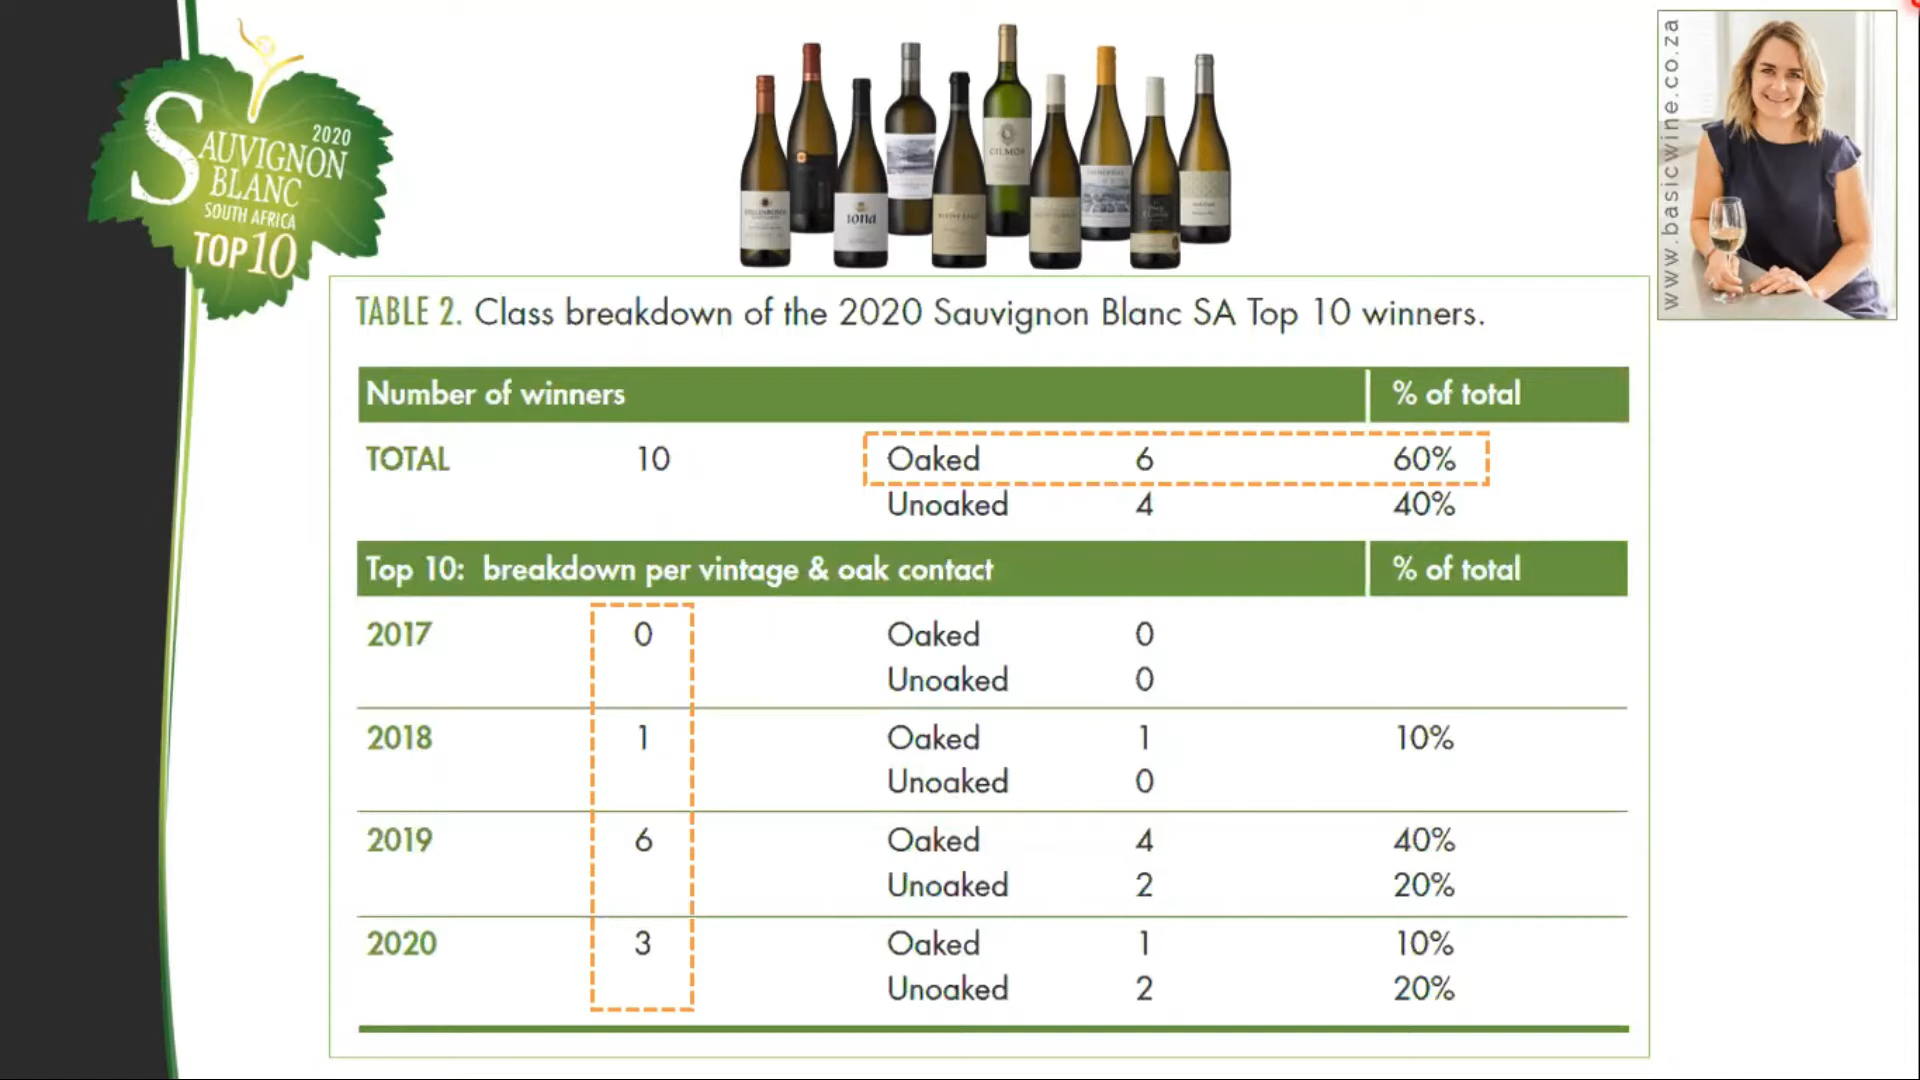 2020
SAUVIGNON
BLANC
SOUTH AFRICA
TOP 10
iona
www.basicwine.co.za
TABLE 2. Class breakdown of the 2020 Sauvignon Blanc SA Top 10 winners.
Number of winners % of total
TOTAL 10 Oaked 6 60%
Unoaked 4 40%
Top 10: breakdown per vintage & oak contact % of total
2017 0 Oaked 0
Unoaked 0
2018 1 Oaked 1 10%
Unoaked 0
2019 6 Oaked 4 40%
Unoaked 2 20%
2020 3 Oaked 1 10%
Unoaked 2 20%